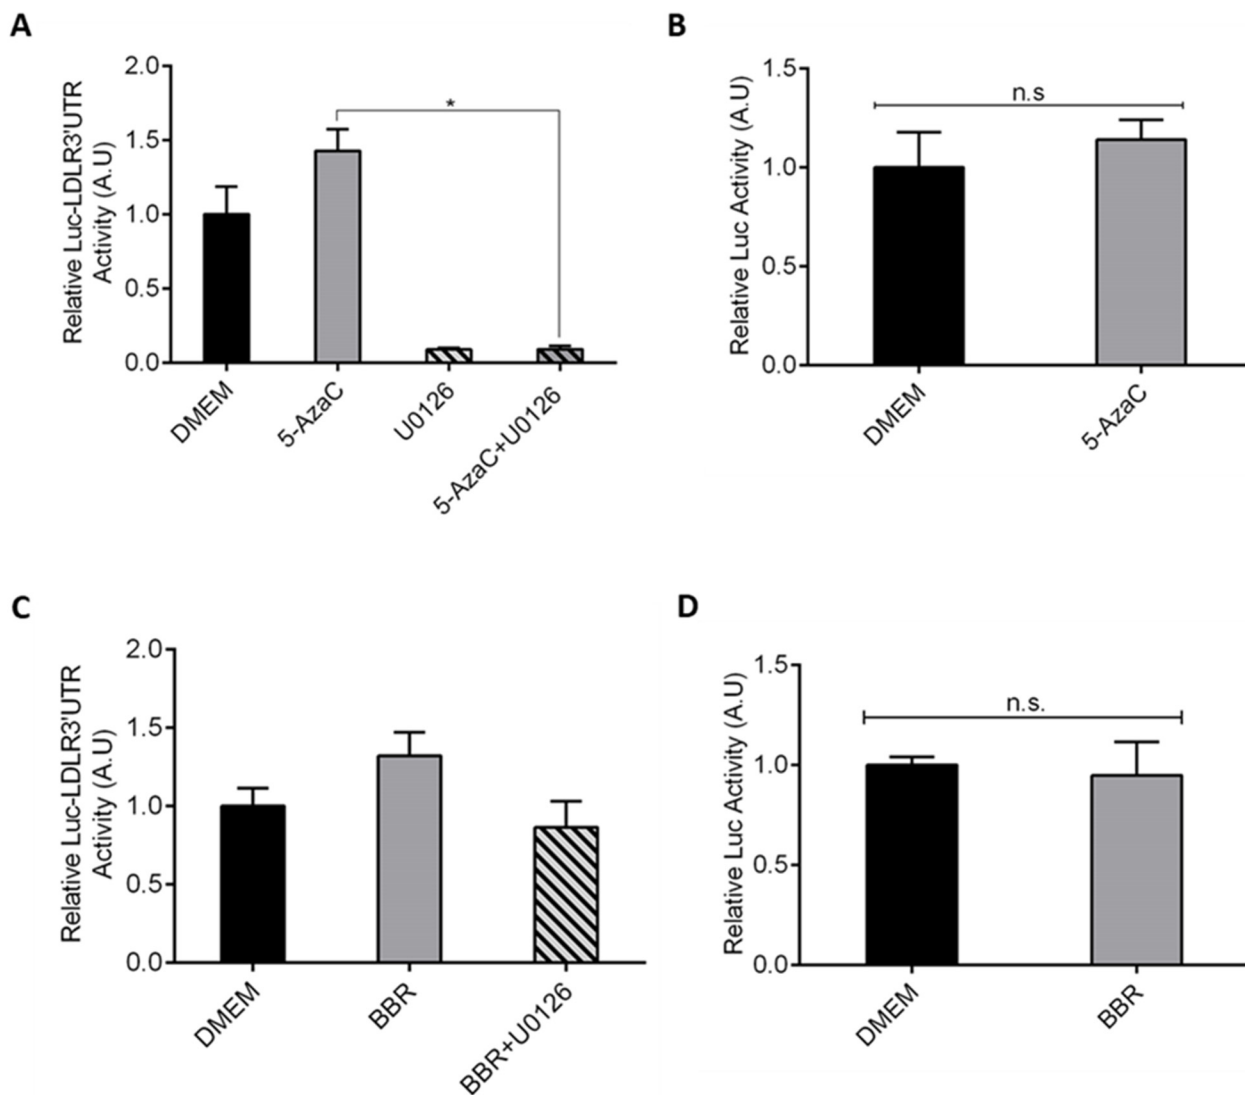 A
Relative Luc-LDLR3'UTR
Activity (A.U)
2.0
1.5
1.0
0.5
0.0
*
DMEM
5-AzaC
U0126
5-AzaC+U0126
B
Relative Luc Activity (A.U)
1.5
1.0
0.5
0.0
n.s
DMEM
5-AzaC
C
Relative Luc-LDLR3'UTR
Activity (A.U)
2.0
1.5
1.0
0.5
0.0
DMEM
BBR
BBR+U0126
D
Relative Luc Activity (A.U)
1.5
1.0
0.5
0.0
n.s.
DMEM
BBR